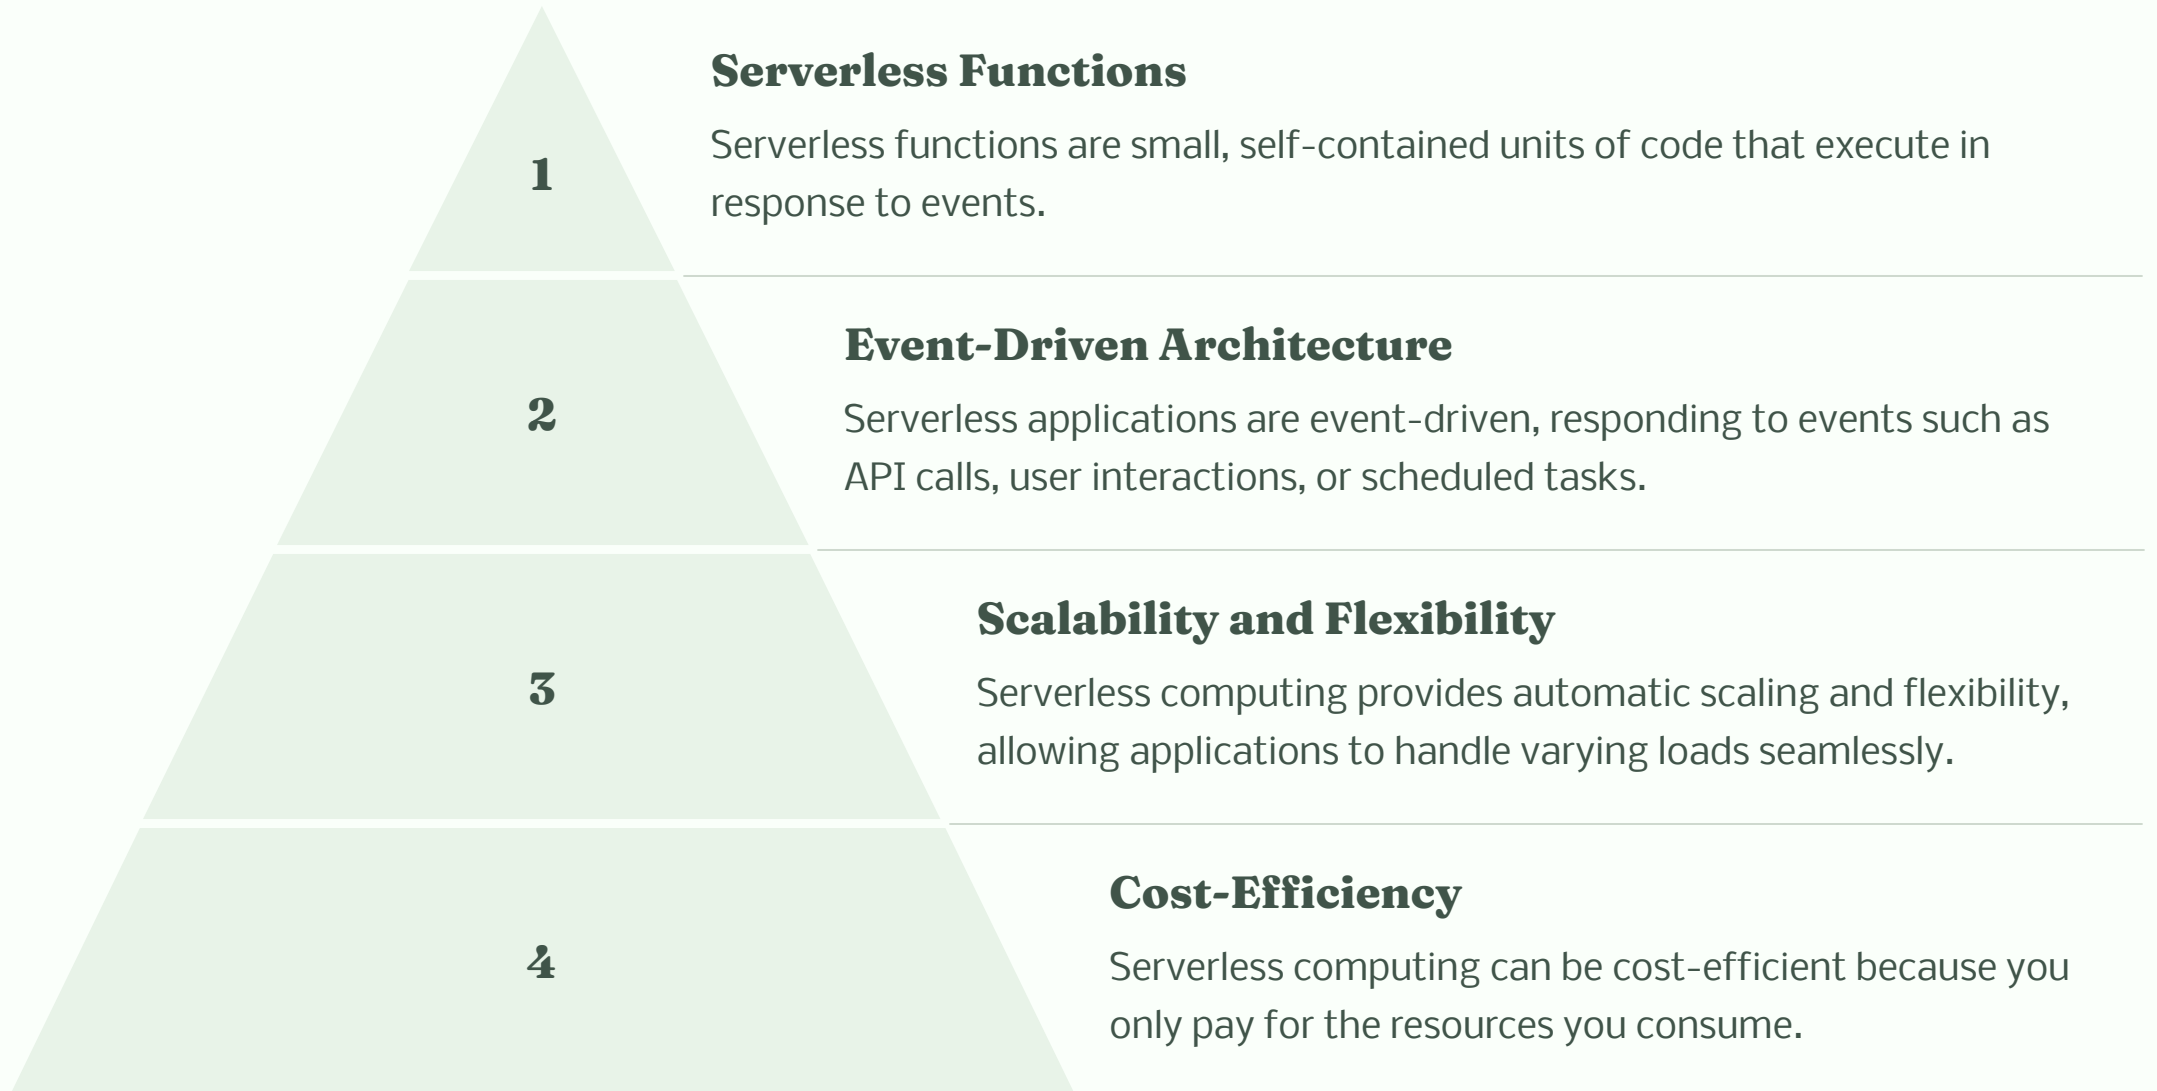 Serverless Functions
1
Serverless functions are small, self-contained units of code that execute in
response to events.
Event-Driven Architecture
2
Serverless applications are event-driven, responding to events such as
API calls, user interactions, or scheduled tasks.
Scalability and Flexibility
3
Serverless computing provides automatic scaling and flexibility,
allowing applications to handle varying loads seamlessly.
Cost-Efficiency
4
Serverless computing can be cost-efficient because you
only pay for the resources you consume.